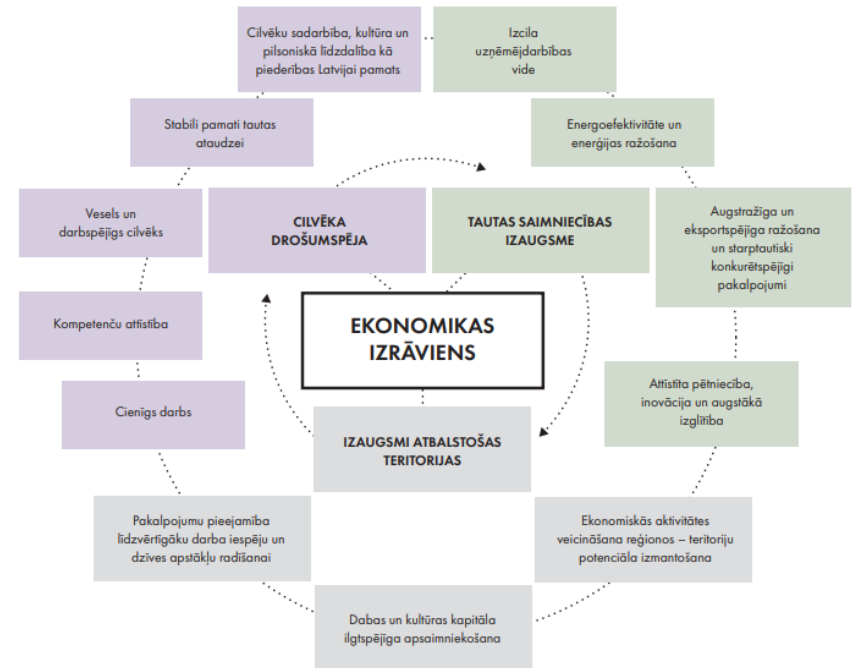 Cilvēku sadarbība, kultūra un
pilsoniskā līdzdalība kā
piederības Latvijai pamats
Izcila
uzņēmējdarbības
vide
Stabili pamati tautas
ataudzei
Energoefektivitāte un
enerģijas ražošana
Vesels un
darbspējīgs cilvēks
CILVĒKA
DROŠUMSPĒJA
TAUTAS SAIMNIECĪBAS
IZAUGSME
Augstražīga un
eksportspējīga ražošana
un starptautiski
konkurētspējīgi
pakalpojumi
Kompetenču attīstība
EKONOMIKAS
IZRĀVIENS
Cienīgs darbs
Attīstīta pētniecība,
inovācija un augstākā
izglītība
IZAUGSMI ATBALSTOŠAS
TERITORIJAS
Pakalpojumu pieejamība
līdzvērtīgāku darba iespēju un
dzīves apstākļu radīšanai
Ekonomiskās aktivitātes
veicināšana reģionos – teritoriju
potenciāla izmantošana
Dabas un kultūras kapitāla
ilgtspējīga apsaimniekošana